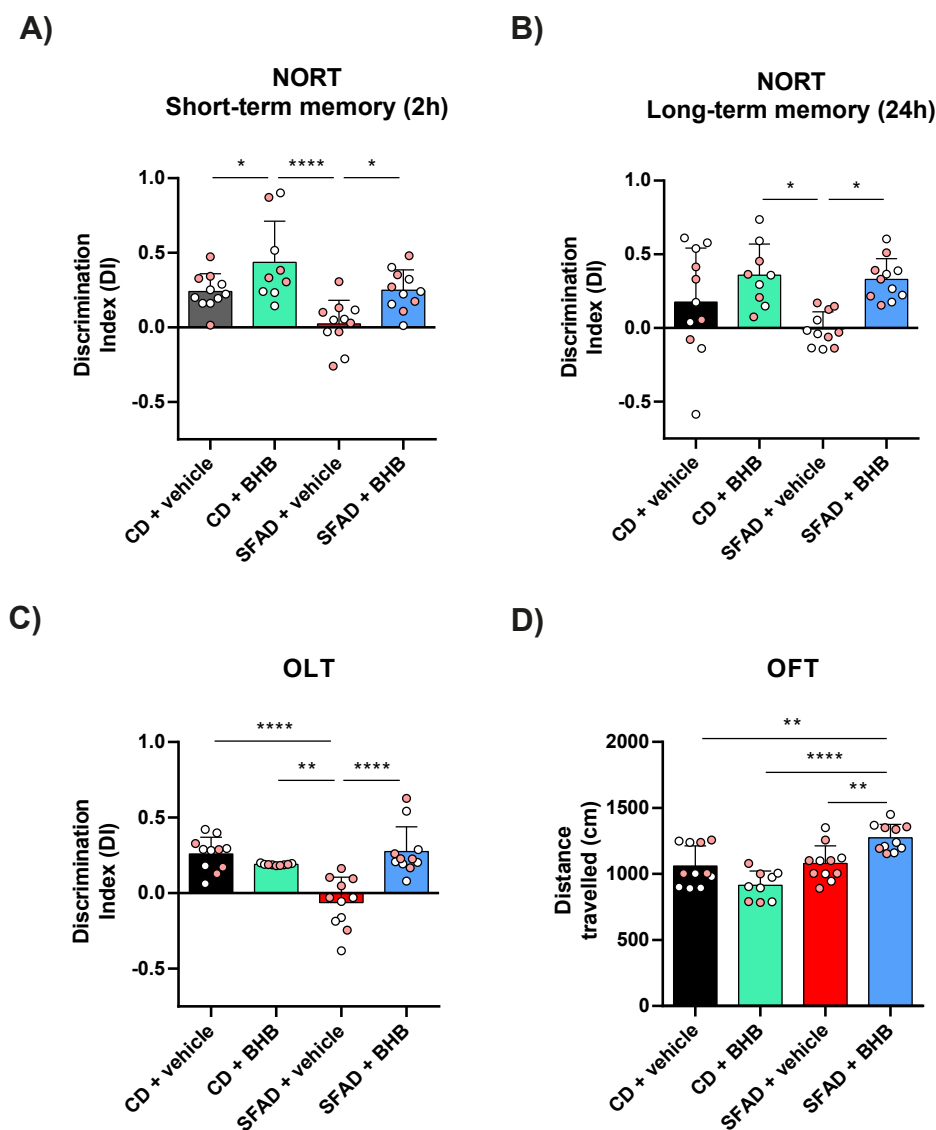 A)
NORT
Short-term memory (2h)
* **** *
1.0
0.5
0.0
-0.5
Discrimination
Index (DI)
CD + vehicle
CD + BHB
SFAD + vehicle
SFAD + BHB
B)
NORT
Long-term memory (24h)
* *
1.0
0.5
0.0
-0.5
Discrimination
Index (DI)
CD + vehicle
CD + BHB
SFAD + vehicle
SFAD + BHB
C)
OLT
****
** ****
1.0
0.5
0.0
-0.5
Discrimination
Index (DI)
CD + vehicle
CD + BHB
SFAD + vehicle
SFAD + BHB
D)
OFT
**
****
**
2000
1500
1000
500
0
Distance
travelled (cm)
CD + vehicle
CD + BHB
SFAD + vehicle
SFAD + BHB